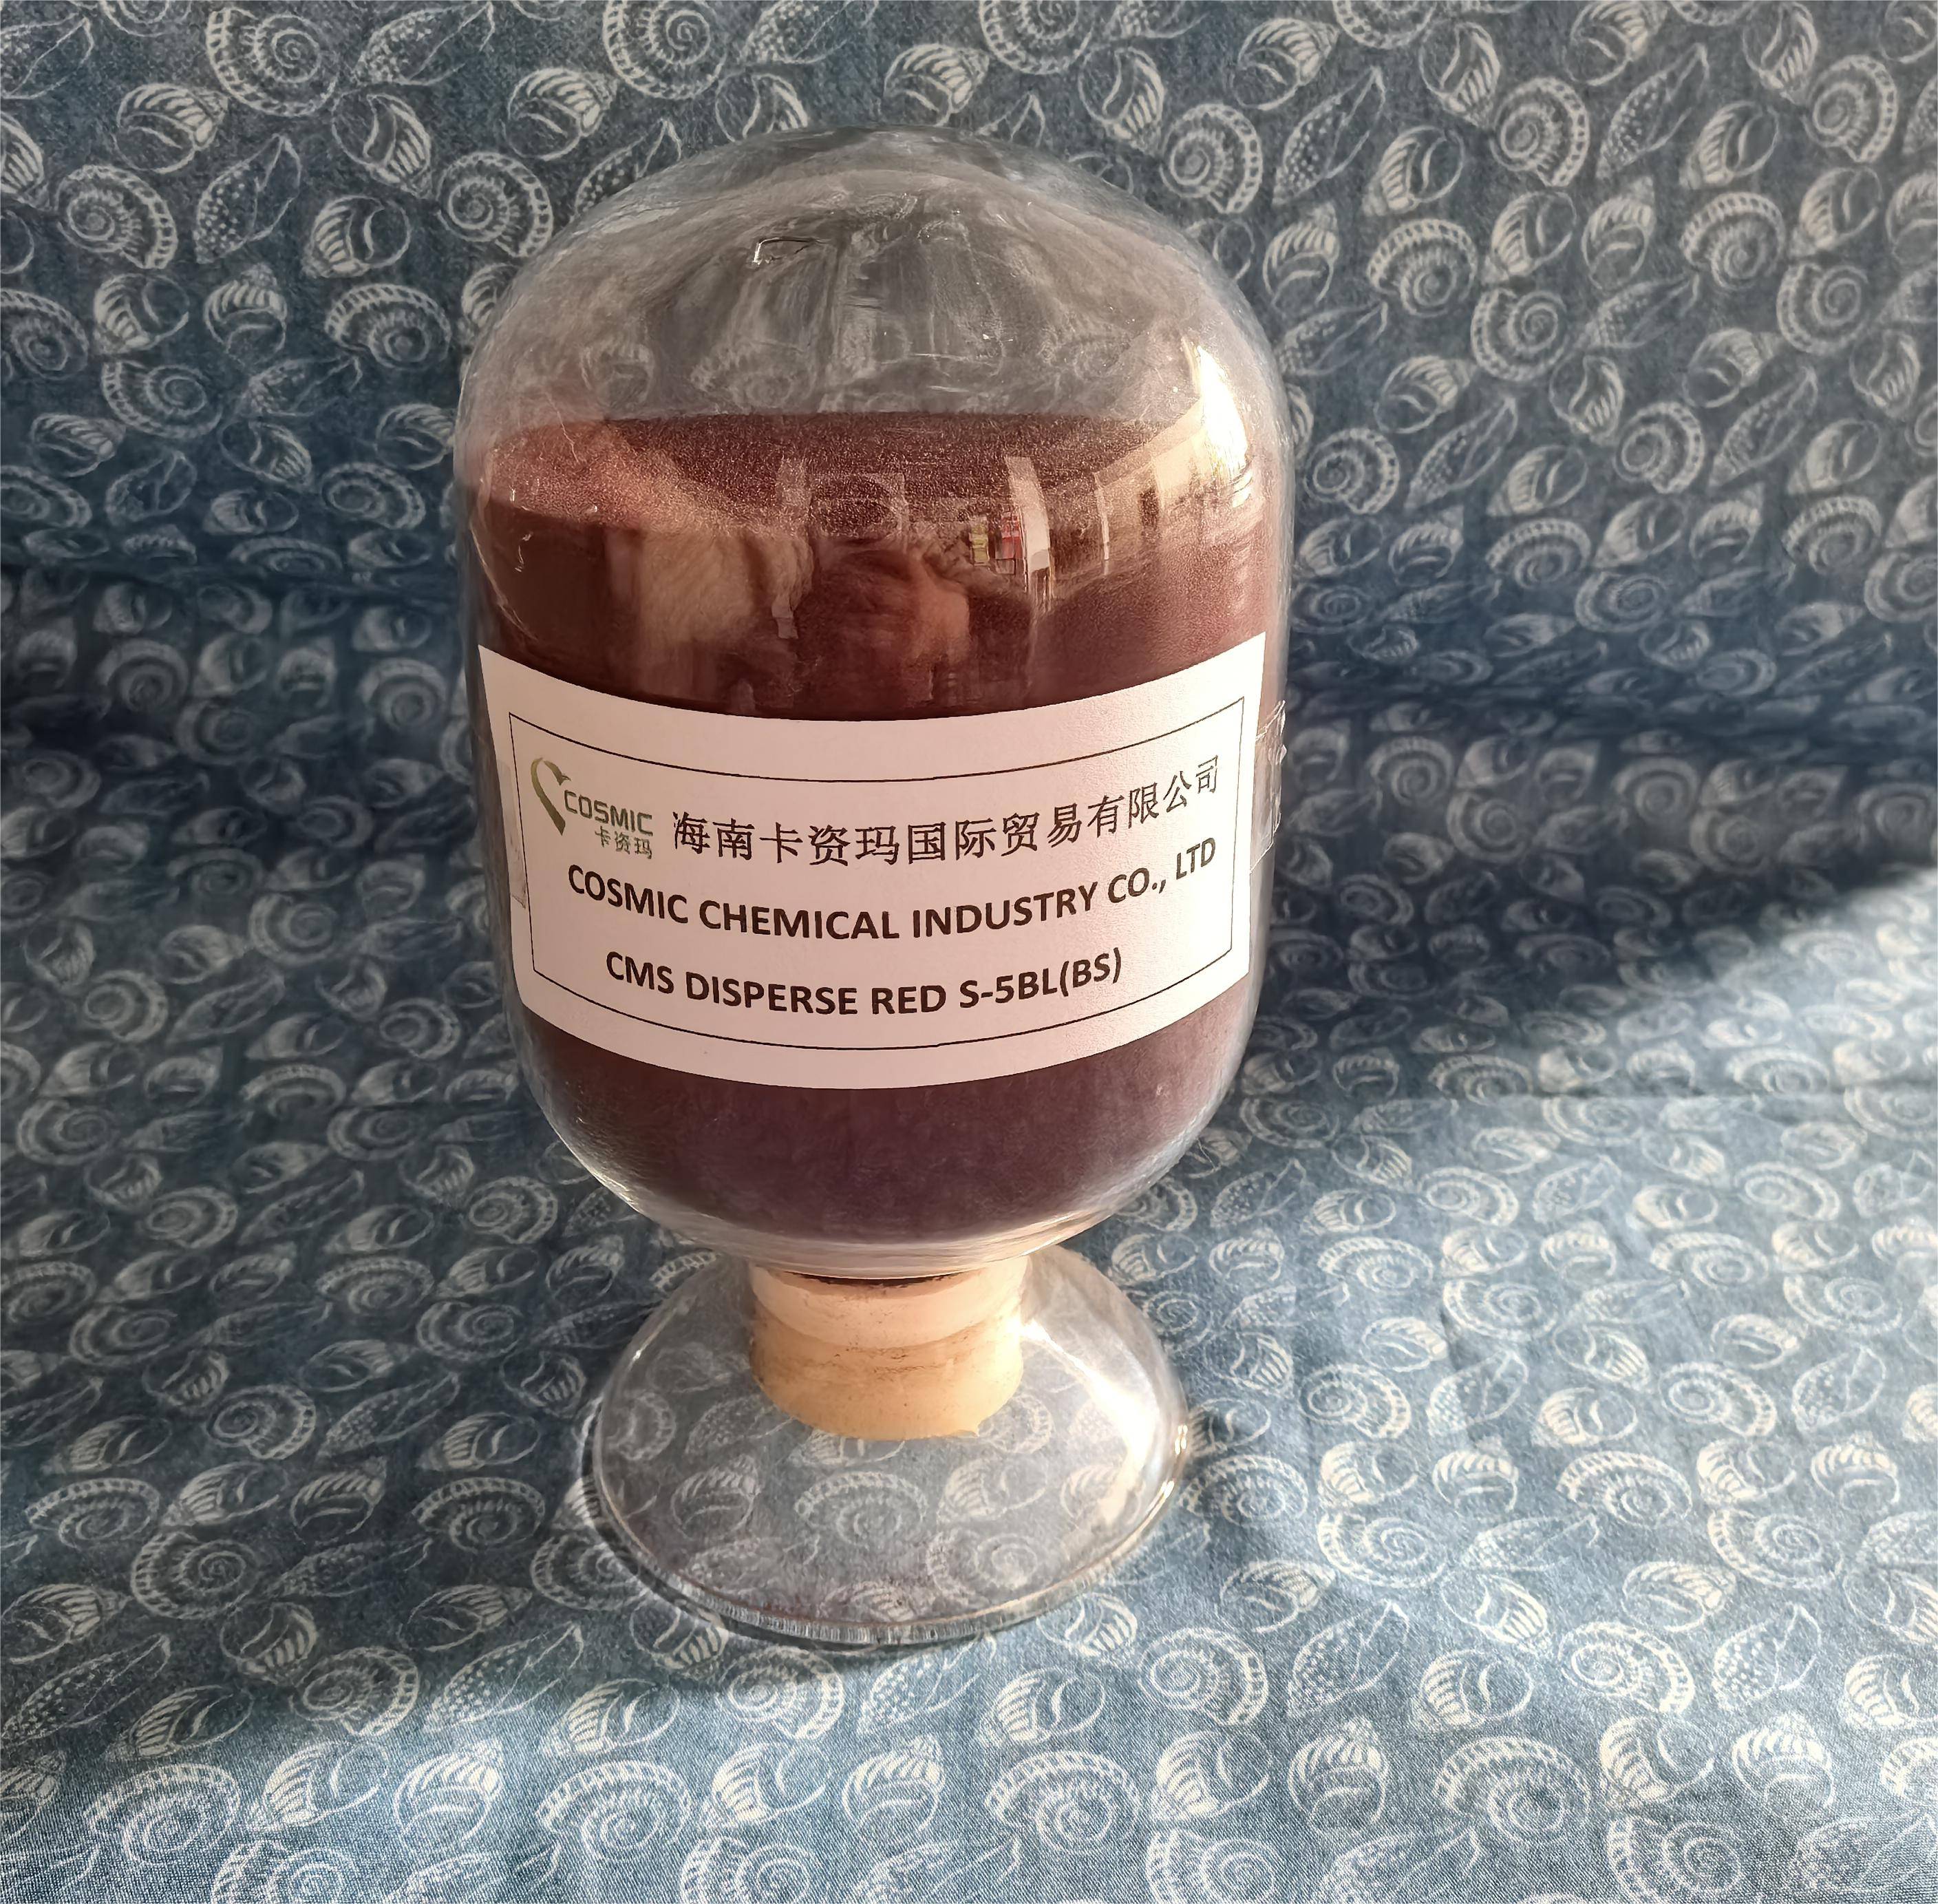 COSMIC
卡资玛
海南卡资玛国际贸易有限公司
COSMIC CHEMICAL INDUSTRY CO., LTD
CMS DISPERSE RED S-5BL(BS)